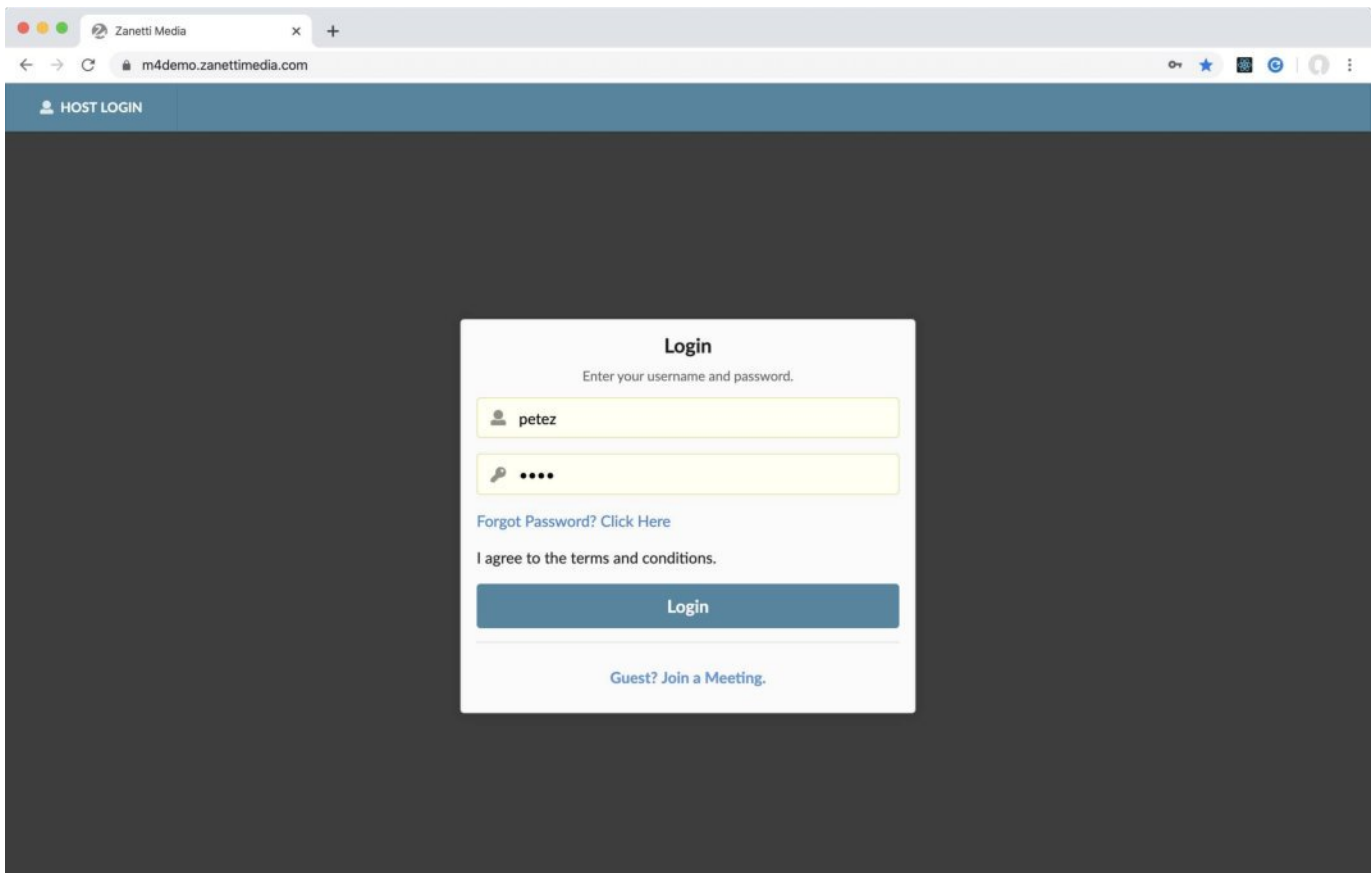 Zanetti Media
m4demo.zanettimedia.com
HOST LOGIN
Login
Enter your username and password.
petez
••••
Forgot Password? Click Here
I agree to the terms and conditions.
Login
Guest? Join a Meeting.